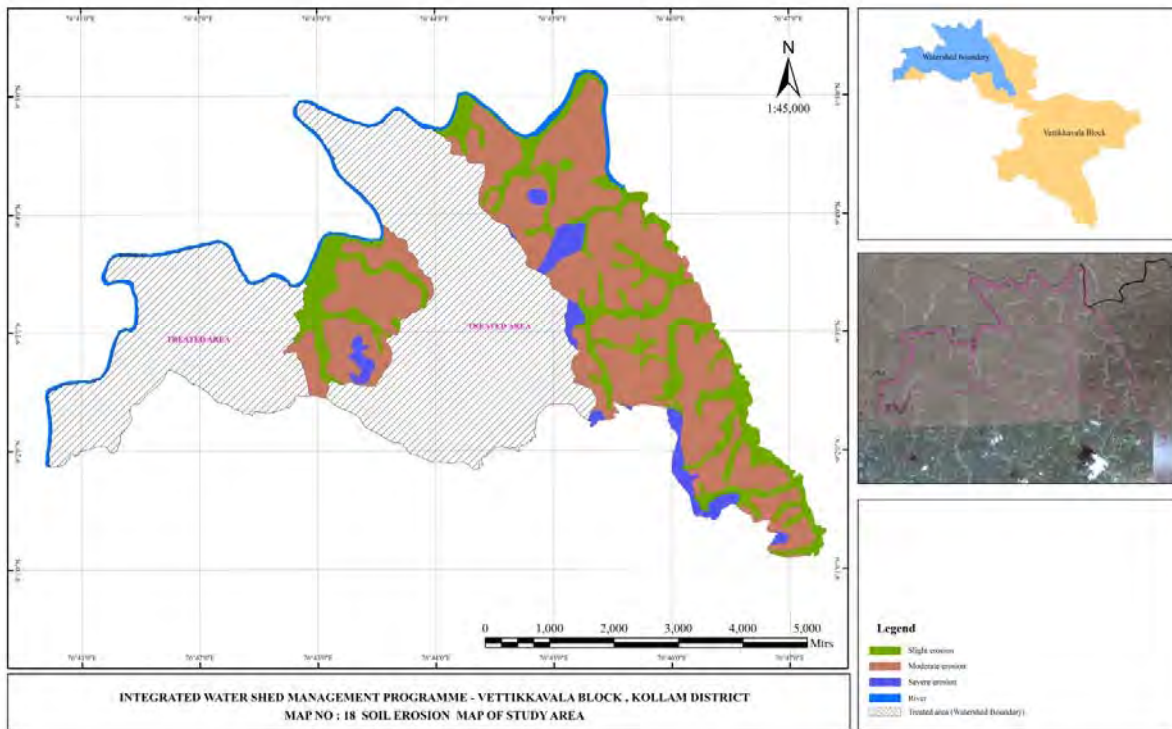 N
1:45,000
TREATED AREA
TREATED AREA
0 1,000 2,000 3,000 4,000 5,000
Mtrs
INTEGRATED WATER SHED MANAGEMENT PROGRAMME - VETTIKKAVALA BLOCK , KOLLAM DISTRICT
MAP NO : 18 SOIL EROSION MAP OF STUDY AREA
Watershed Boundary
Vettikkavala Block
Legend
Slight erosion
Moderate erosion
Severe erosion
River
Treated area (Watershed Boundary)